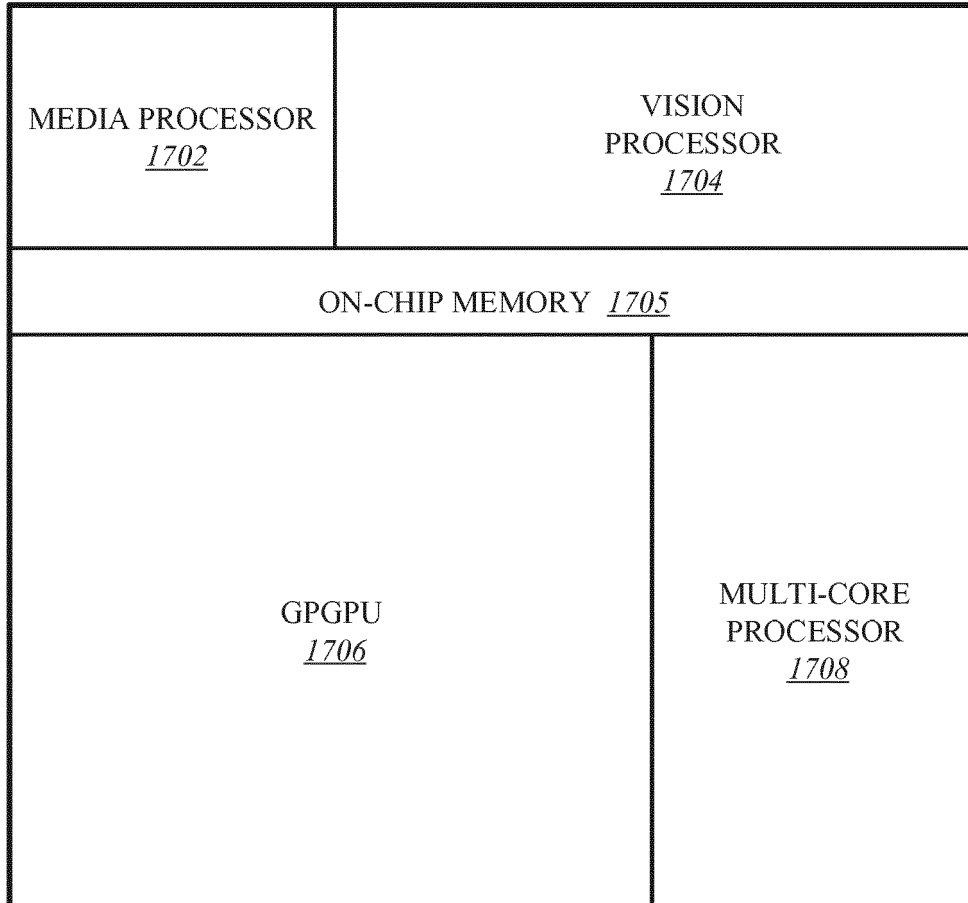 MEDIA PROCESSOR
1702
VISION
PROCESSOR
1704
ON-CHIP MEMORY 1705
GPGPU
1706
MULTI-CORE
PROCESSOR
1708